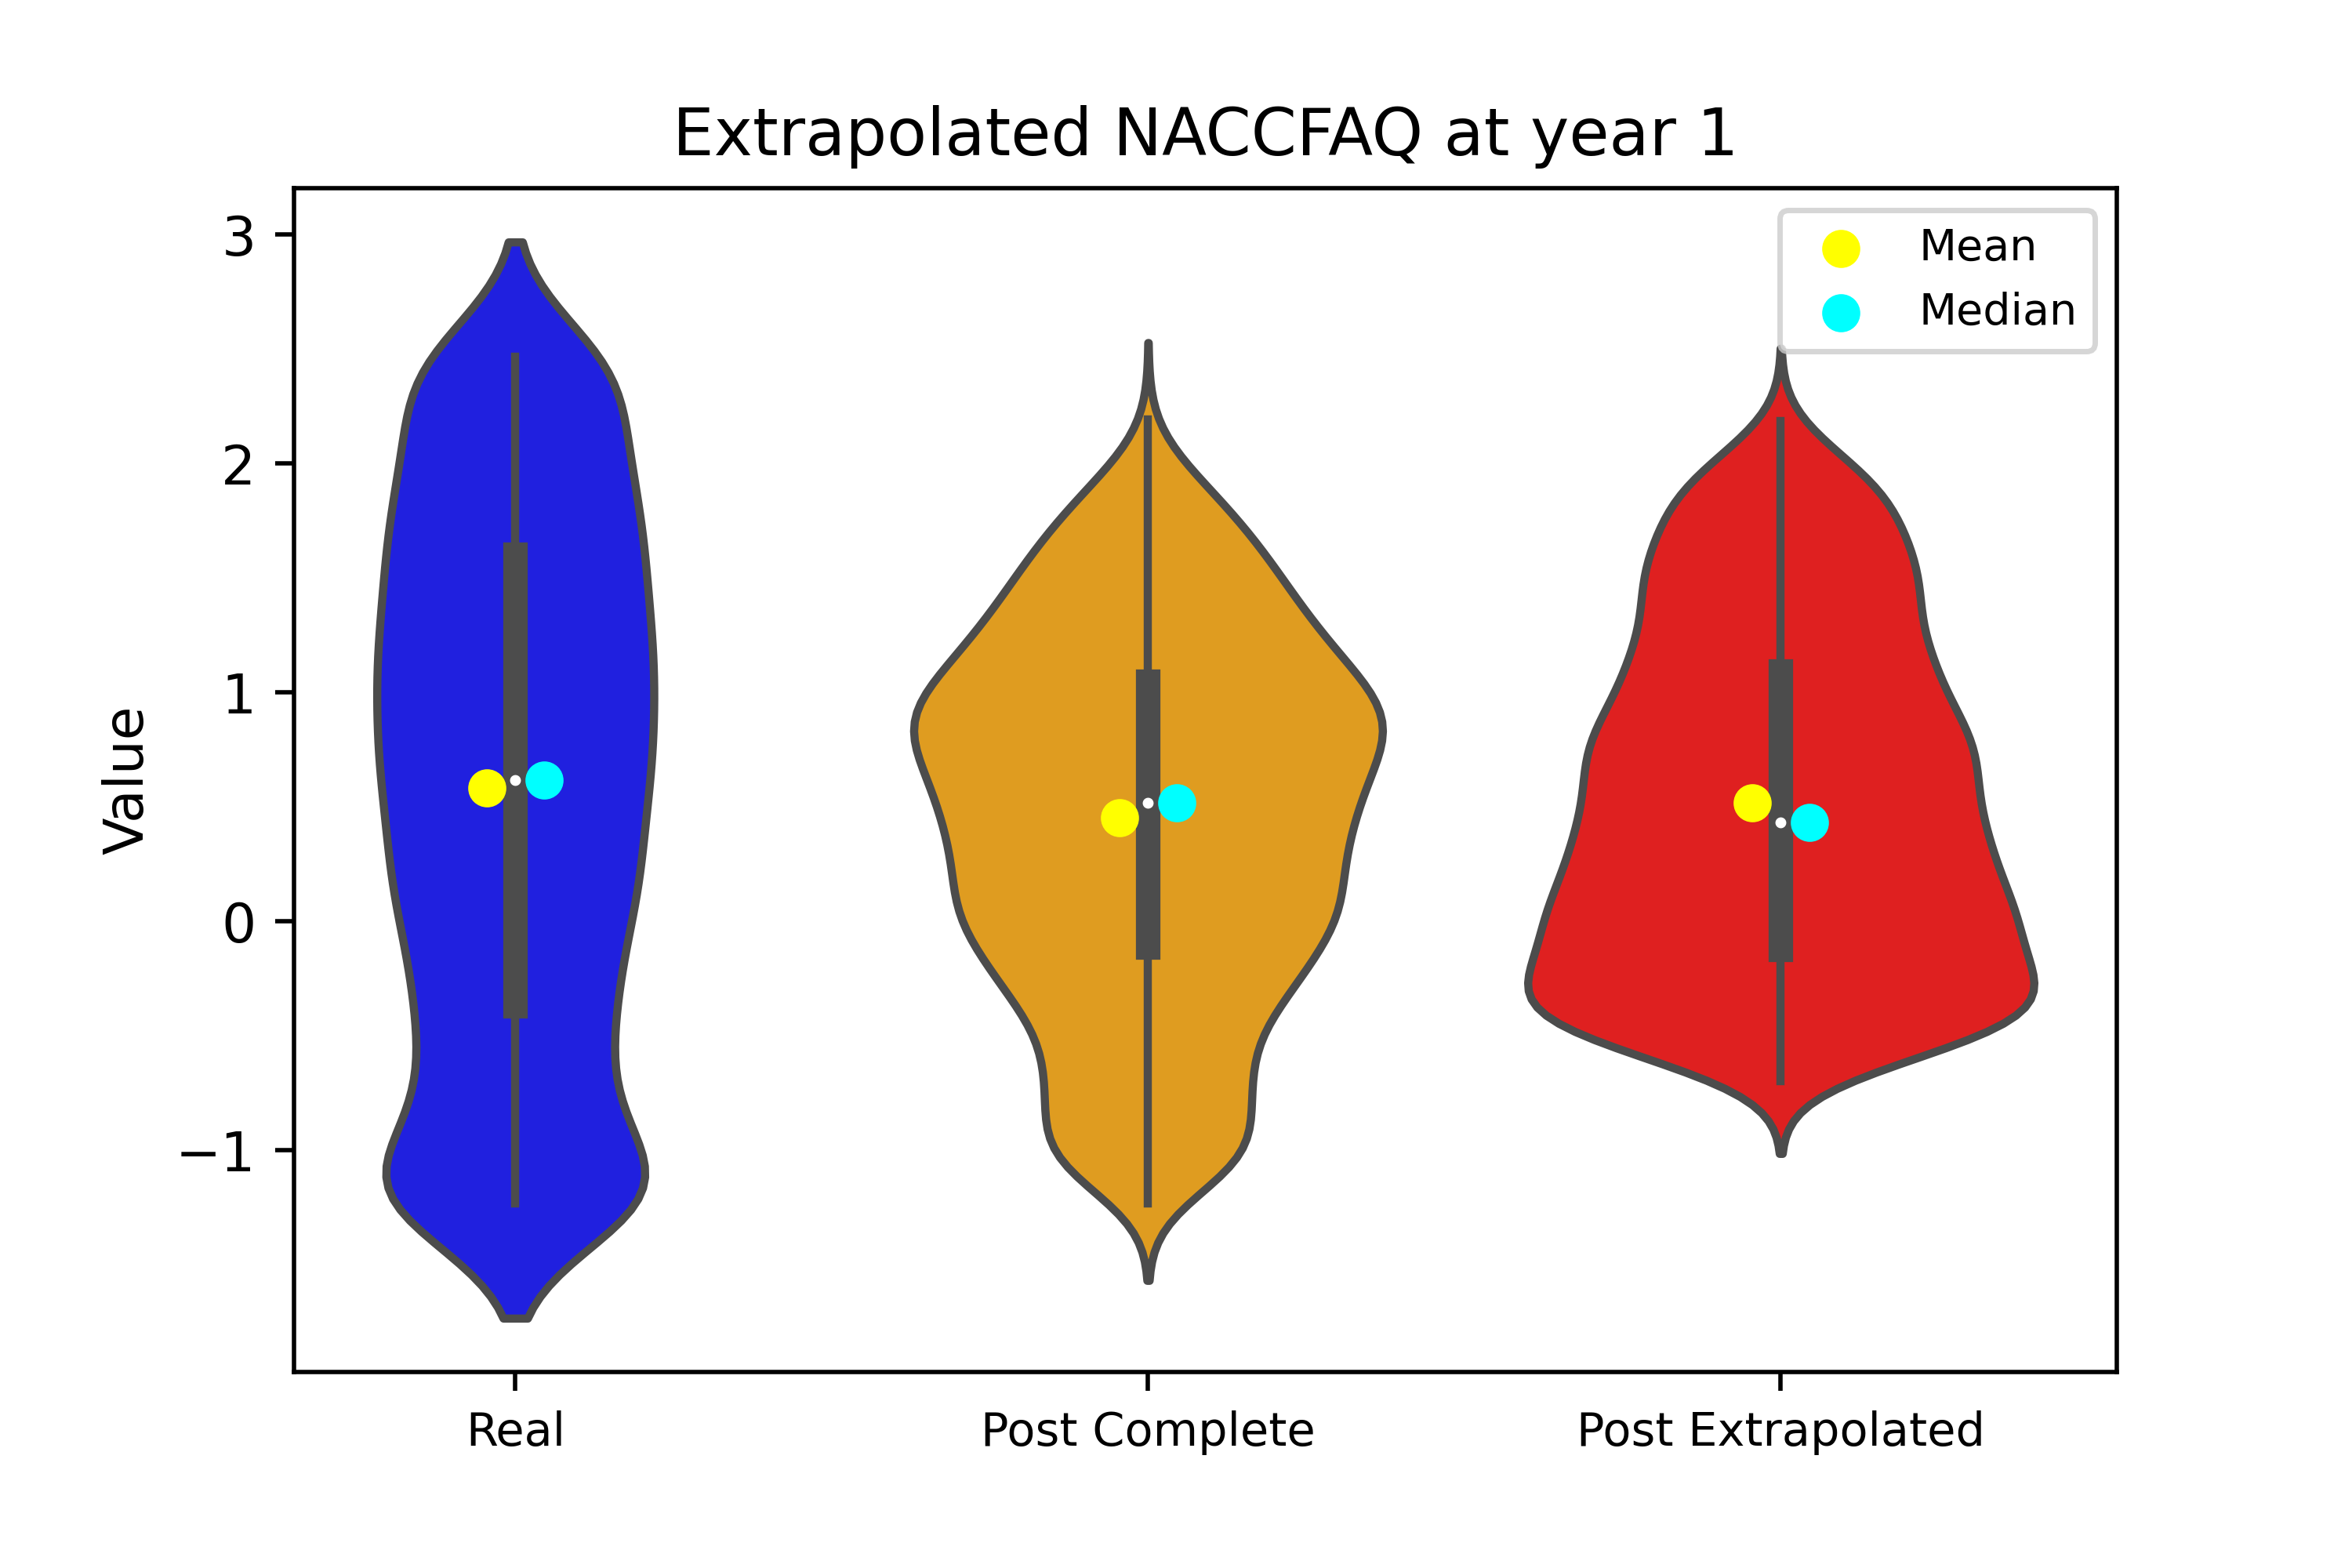 Extrapolated NACCFAQ at year 1
Mean
Median
3
2
1
0
−1
Value
Real
Post Complete
Post Extrapolated